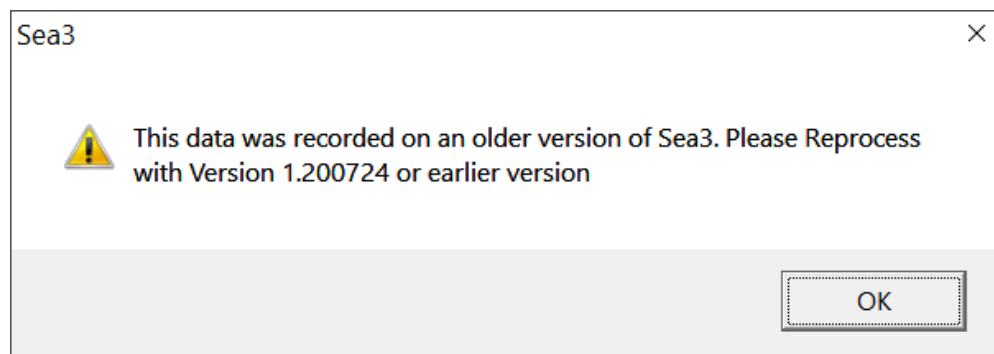 Sea3
This data was recorded on an older version of Sea3. Please Reprocess
with Version 1.200724 or earlier version
OK